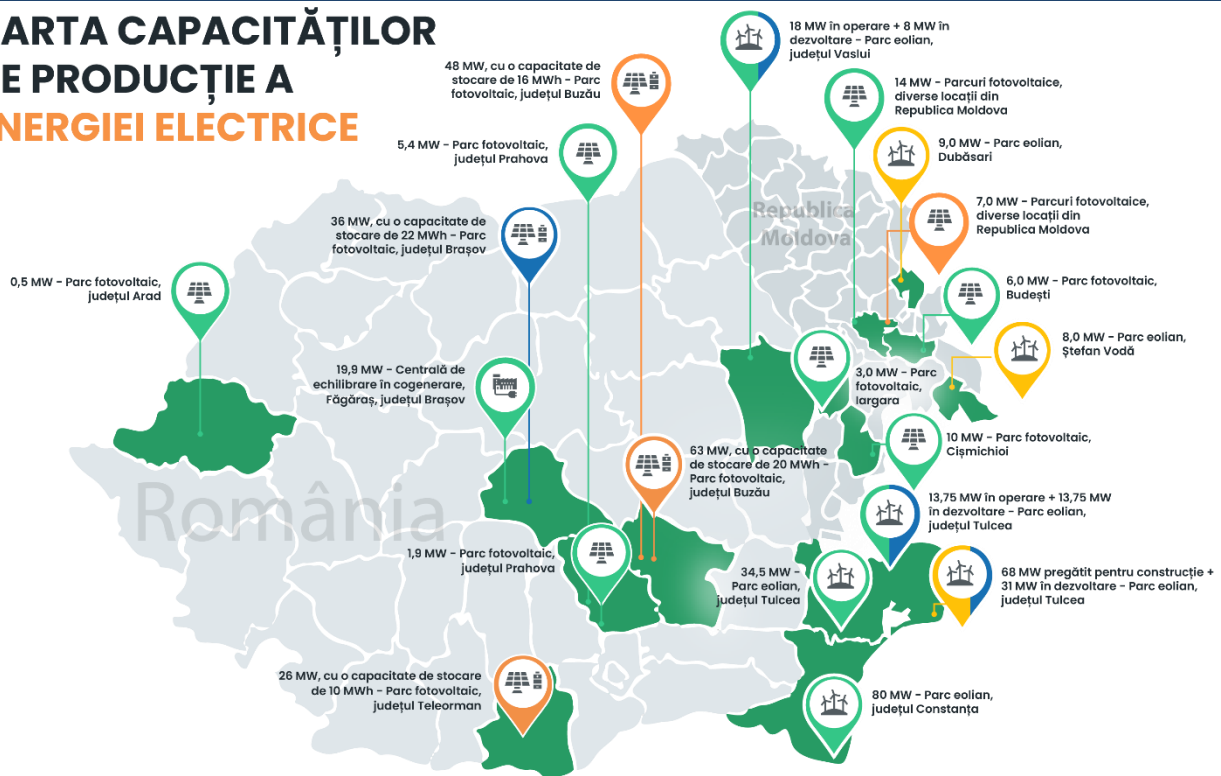 ARTA CAPACITĂȚILOR
E PRODUCȚIE A
NERGIEI ELECTRICE
18 MW în operare + 8 MW în
dezvoltare - Parc eolian,
județul Vaslui
48 MW, cu o capacitate de
stocare de 16 MWh - Parc
fotovoltaic, județul Buzău
14 MW - Parcuri fotovoltaice,
diverse locații din
Republica Moldova
5,4 MW - Parc fotovoltaic,
județul Prahova
9,0 MW - Parc eolian,
Dubăsari
7,0 MW - Parcuri fotovoltaice,
diverse locații din
Republica Moldova
Republica
Moldova
36 MW, cu o capacitate de
stocare de 22 MWh - Parc
fotovoltaic, județul Brașov
0,5 MW - Parc fotovoltaic,
județul Arad
6,0 MW - Parc fotovoltaic,
Budești
8,0 MW - Parc eolian,
Ștefan Vodă
19,9 MW - Centrală de
echilibrare în cogenerare,
Făgăraș, județul Brașov
3,0 MW - Parc
fotovoltaic,
Iargara
10 MW - Parc fotovoltaic,
Cișmichioi
63 MW, cu o capacitate
de stocare de 20 MWh -
Parc fotovoltaic,
județul Buzău
România
13,75 MW în operare + 13,75 MW
în dezvoltare - Parc eolian,
județul Tulcea
1,9 MW - Parc fotovoltaic,
județul Prahova
34,5 MW -
Parc eolian,
județul Tulcea
68 MW pregătit pentru construcție +
31 MW în dezvoltare - Parc eolian,
județul Tulcea
26 MW, cu o capacitate de stocare
de 10 MWh - Parc fotovoltaic,
județul Teleorman
80 MW - Parc eolian,
județul Constanța